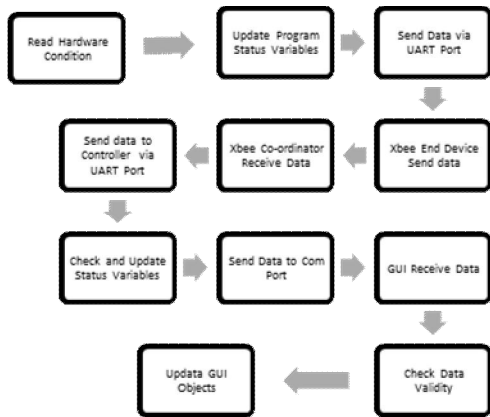 Read Hardware
Condition
Update Program
Status Variables
Send Data via
UART Port
Xbee End Device
Send data
Xbee Co-ordinator
Receive Data
Send data to
Controller via
UART Port
Check and Update
Status Variables
Send Data to Com
Port
GUI Receive Data
Check Data
Validity
Updata GUI
Objects